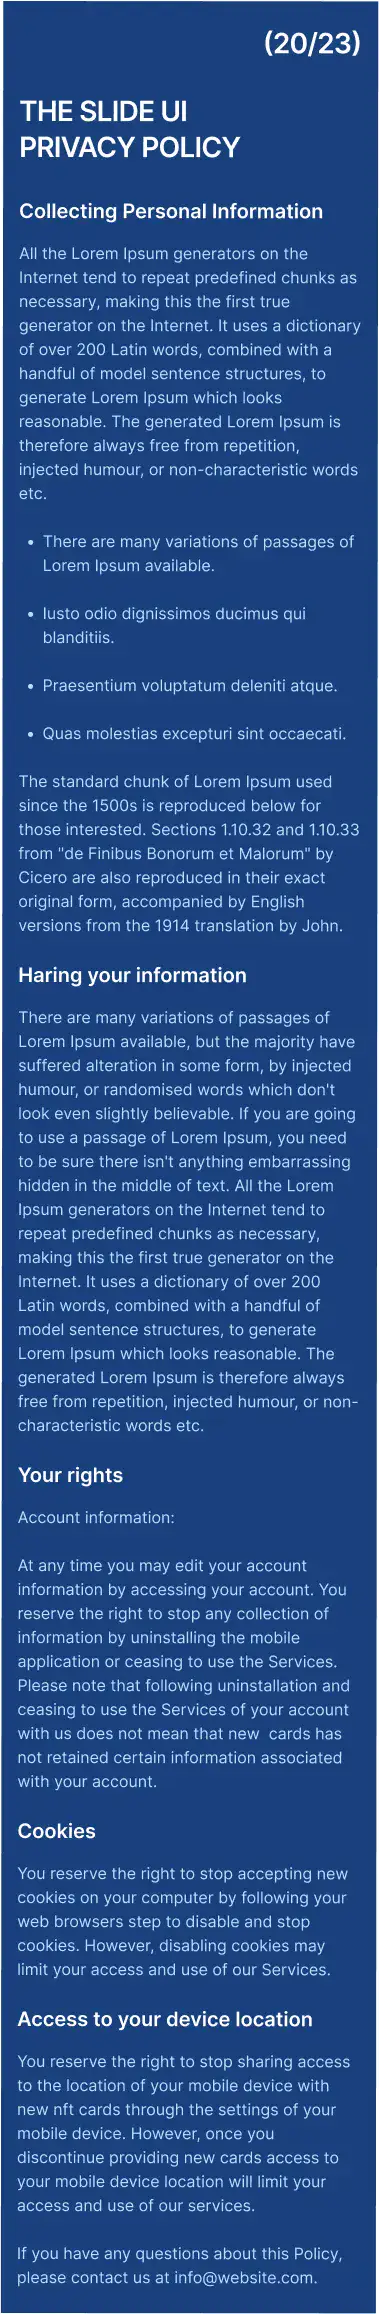 (20/23)
THE SLIDE UI
PRIVACY POLICY
Collecting Personal Information
All the Lorem Ipsum generators on the
Internet tend to repeat predefined chunks as
necessary, making this the first true
generator on the Internet. It uses a dictionary
of over 200 Latin words, combined with a
handful of model sentence structures, to
generate Lorem Ipsum which looks
reasonable. The generated Lorem Ipsum is
therefore always free from repetition,
injected humour, or non-characteristic words
etc.
• There are many variations of passages of
Lorem Ipsum available.
• Iusto odio dignissimos ducimus qui
blanditiis.
• Praesentium voluptatum deleniti atque.
• Quas molestias excepturi sint occaecati.
The standard chunk of Lorem Ipsum used
since the 1500s is reproduced below for
those interested. Sections 1.10.32 and 1.10.33
from "de Finibus Bonorum et Malorum" by
Cicero are also reproduced in their exact
original form, accompanied by English
versions from the 1914 translation by John.
Haring your information
There are many variations of passages of
Lorem Ipsum available, but the majority have
suffered alteration in some form, by injected
humour, or randomised words which don't
look even slightly believable. If you are going
to use a passage of Lorem Ipsum, you need
to be sure there isn't anything embarrassing
hidden in the middle of text. All the Lorem
Ipsum generators on the Internet tend to
repeat predefined chunks as necessary,
making this the first true generator on the
Internet. It uses a dictionary of over 200
Latin words, combined with a handful of
model sentence structures, to generate
Lorem Ipsum which looks reasonable. The
generated Lorem Ipsum is therefore always
free from repetition, injected humour, or non-
characteristic words etc.
Your rights
Account information:
At any time you may edit your account
information by accessing your account. You
reserve the right to stop any collection of
information by uninstalling the mobile
application or ceasing to use the Services.
Please note that following uninstallation and
ceasing to use the Services of your account
with us does not mean that new  cards has
not retained certain information associated
with your account.
Cookies
You reserve the right to stop accepting new
cookies on your computer by following your
web browsers step to disable and stop
cookies. However, disabling cookies may
limit your access and use of our Services.
Access to your device location
You reserve the right to stop sharing access
to the location of your mobile device with
new nft cards through the settings of your
mobile device. However, once you
discontinue providing new cards access to
your mobile device location will limit your
access and use of our services.
If you have any questions about this Policy,
please contact us at info@website.com.